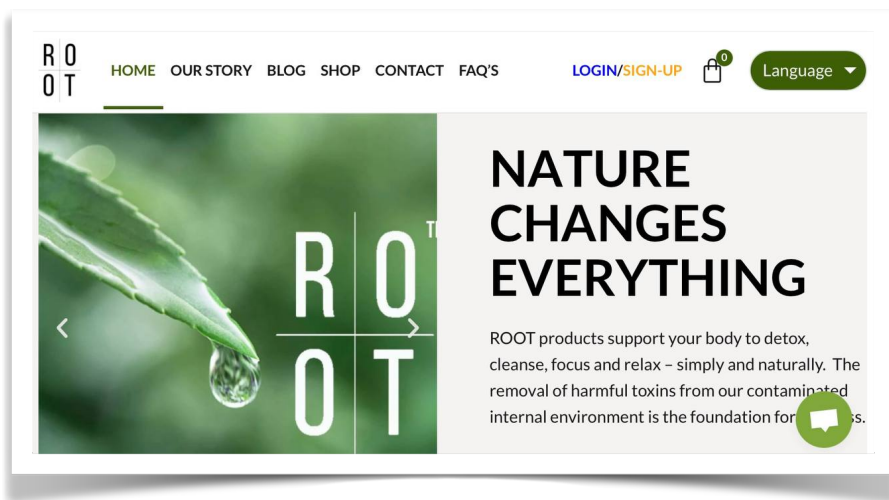 R O
O T
HOME OUR STORY BLOG SHOP CONTACT FAQ'S LOGIN/SIGN-UP 0 Language
R O
O T
NATURE
CHANGES
EVERYTHING
ROOT products support your body to detox,
cleanse, focus and relax – simply and naturally. The
removal of harmful toxins from our contaminated
internal environment is the foundation for